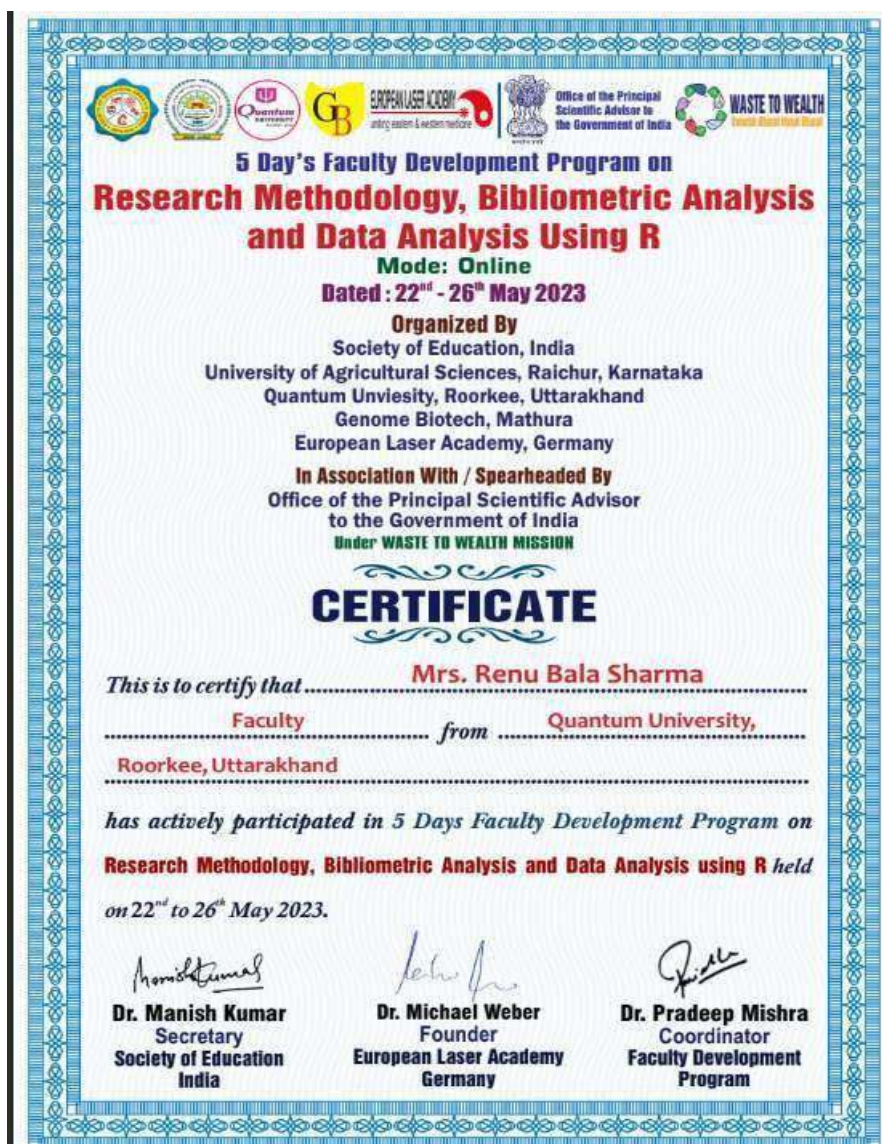 Quantum
UNIVERSITY
GB
EUROPEAN LASER ACADEMY
uniting eastern & western medicine
Office of the Principal
Scientific Advisor to
the Government of India
WASTE TO WEALTH
5 Day's Faculty Development Program on
Research Methodology, Bibliometric Analysis
and Data Analysis Using R
Mode: Online
Dated : 22nd - 26th May 2023
Organized By
Society of Education, India
University of Agricultural Sciences, Raichur, Karnataka
Quantum Unviesity, Roorkee, Uttarakhand
Genome Biotech, Mathura
European Laser Academy, Germany
In Association With / Spearheaded By
Office of the Principal Scientific Advisor
to the Government of India
Under WASTE TO WEALTH MISSION
CERTIFICATE
This is to certify that Mrs. Renu Bala Sharma
Faculty from Quantum University,
Roorkee, Uttarakhand
has actively participated in 5 Days Faculty Development Program on
Research Methodology, Bibliometric Analysis and Data Analysis using R held
on 22nd to 26th May 2023.
Dr. Manish Kumar
Secretary
Society of Education
India
Dr. Michael Weber
Founder
European Laser Academy
Germany
Dr. Pradeep Mishra
Coordinator
Faculty Development
Program